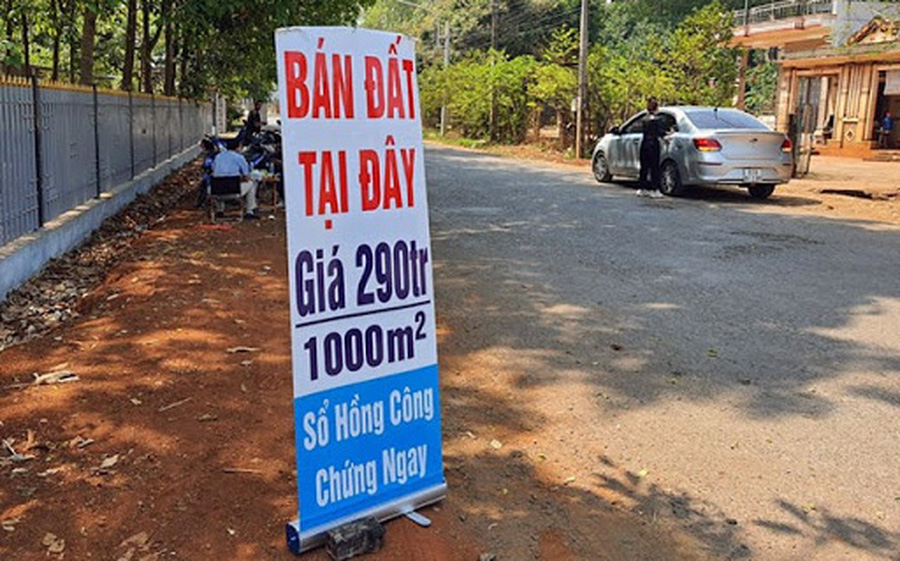 BÁN ĐẤT
TẠI ĐÂY
Giá 290tr
1000m²
Sổ Hồng Công
Chứng Ngay